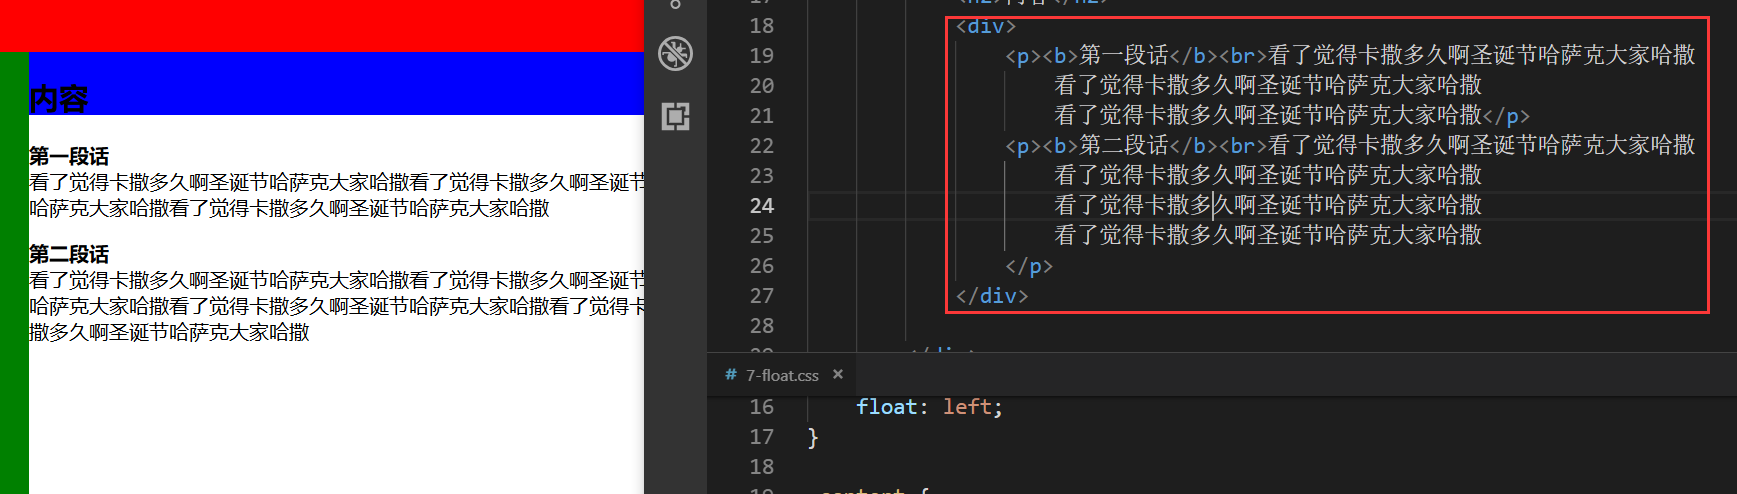 内容
第一段话
看了觉得卡撒多久啊圣诞节哈萨克大家哈撒看了觉得卡撒多久啊圣诞节
哈萨克大家哈撒看了觉得卡撒多久啊圣诞节哈萨克大家哈撒
第二段话
看了觉得卡撒多久啊圣诞节哈萨克大家哈撒看了觉得卡撒多久啊圣诞节
哈萨克大家哈撒看了觉得卡撒多久啊圣诞节哈萨克大家哈撒看了觉得卡
撒多久啊圣诞节哈萨克大家哈撒
17 <h2>内容</h2>
18 <div>
19 <p><b>第一段话</b><br>看了觉得卡撒多久啊圣诞节哈萨克大家哈撒
20 看了觉得卡撒多久啊圣诞节哈萨克大家哈撒
21 看了觉得卡撒多久啊圣诞节哈萨克大家哈撒</p>
22 <p><b>第二段话</b><br>看了觉得卡撒多久啊圣诞节哈萨克大家哈撒
23 看了觉得卡撒多久啊圣诞节哈萨克大家哈撒
24 看了觉得卡撒多久啊圣诞节哈萨克大家哈撒
25 看了觉得卡撒多久啊圣诞节哈萨克大家哈撒
26 </p>
27 </div>
28
29 </div>
# 7-float.css ×
16 float: left;
17 }
18
19 .content {